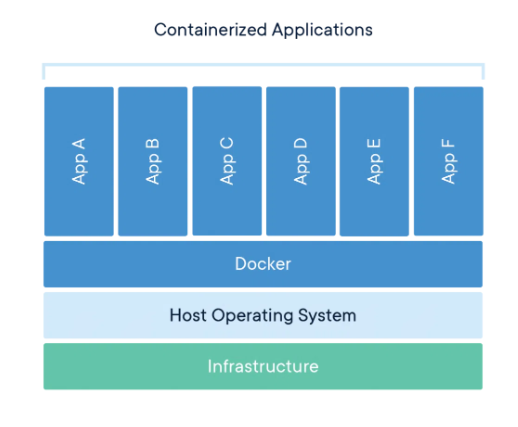 Containerized Applications
App A
App B
App C
App D
App E
App F
Docker
Host Operating System
Infrastructure